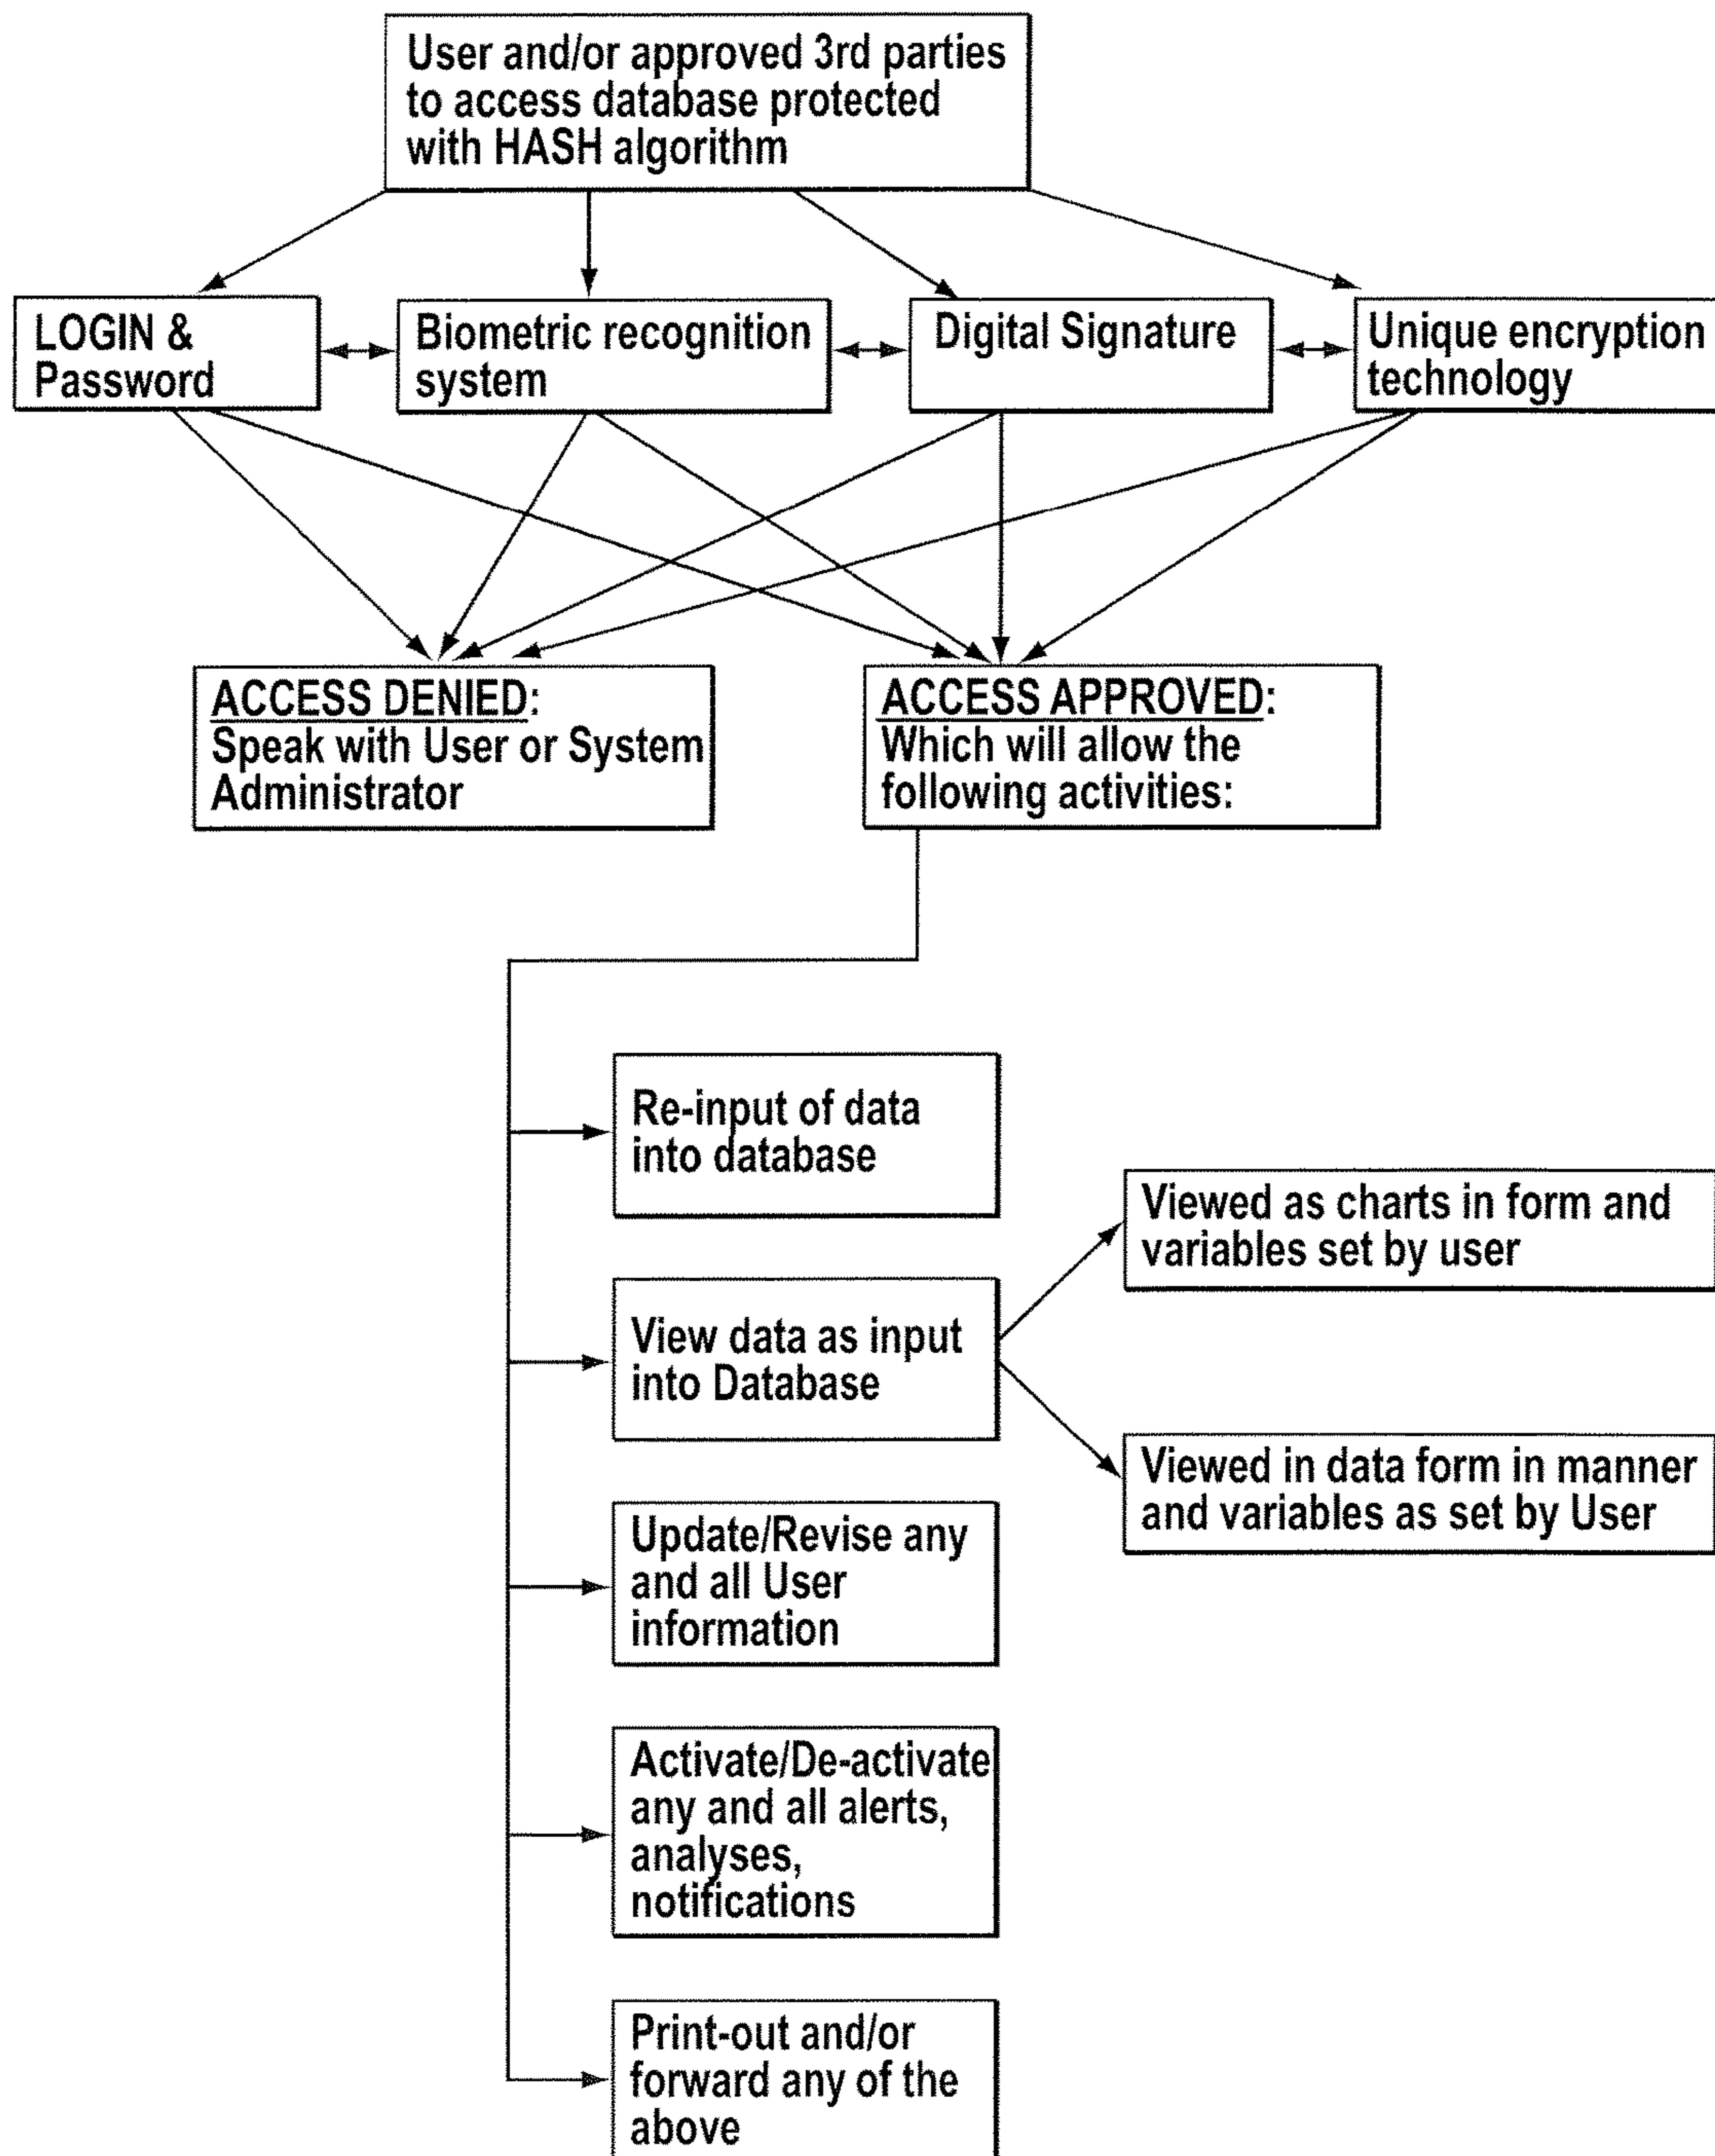 User and/or approved 3rd parties
to access database protected
with HASH algorithm
LOGIN &
Password
Biometric recognition
system
Digital Signature
Unique encryption
technology
ACCESS DENIED:
Speak with User or System
Administrator
ACCESS APPROVED:
Which will allow the
following activities:
Re-input of data
into database
View data as input
into Database
Viewed as charts in form and
variables set by user
Viewed in data form in manner
and variables as set by User
Update/Revise any
and all User
information
Activate/De-activate
any and all alerts,
analyses,
notifications
Print-out and/or
forward any of the
above